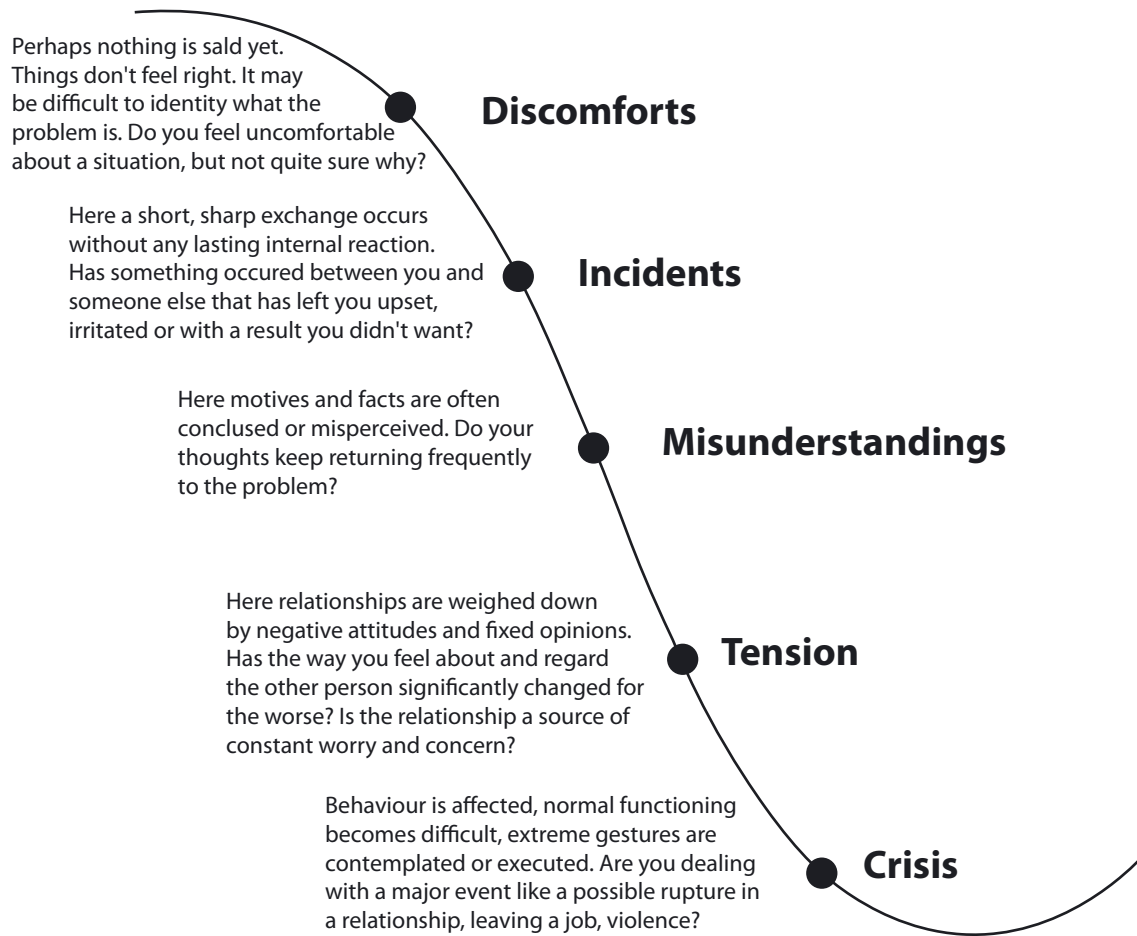 Perhaps nothing is sald yet.
Things don't feel right. It may
be difficult to identity what the
problem is. Do you feel uncomfortable
about a situation, but not quite sure why?
Discomforts
Here a short, sharp exchange occurs
without any lasting internal reaction.
Has something occured between you and
someone else that has left you upset,
irritated or with a result you didn't want?
Incidents
Here motives and facts are often
conclused or misperceived. Do your
thoughts keep returning frequently
to the problem?
Misunderstandings
Here relationships are weighed down
by negative attitudes and fixed opinions.
Has the way you feel about and regard
the other person significantly changed for
the worse? Is the relationship a source of
constant worry and concern?
Tension
Behaviour is affected, normal functioning
becomes difficult, extreme gestures are
contemplated or executed. Are you dealing
with a major event like a possible rupture in
a relationship, leaving a job, violence?
Crisis